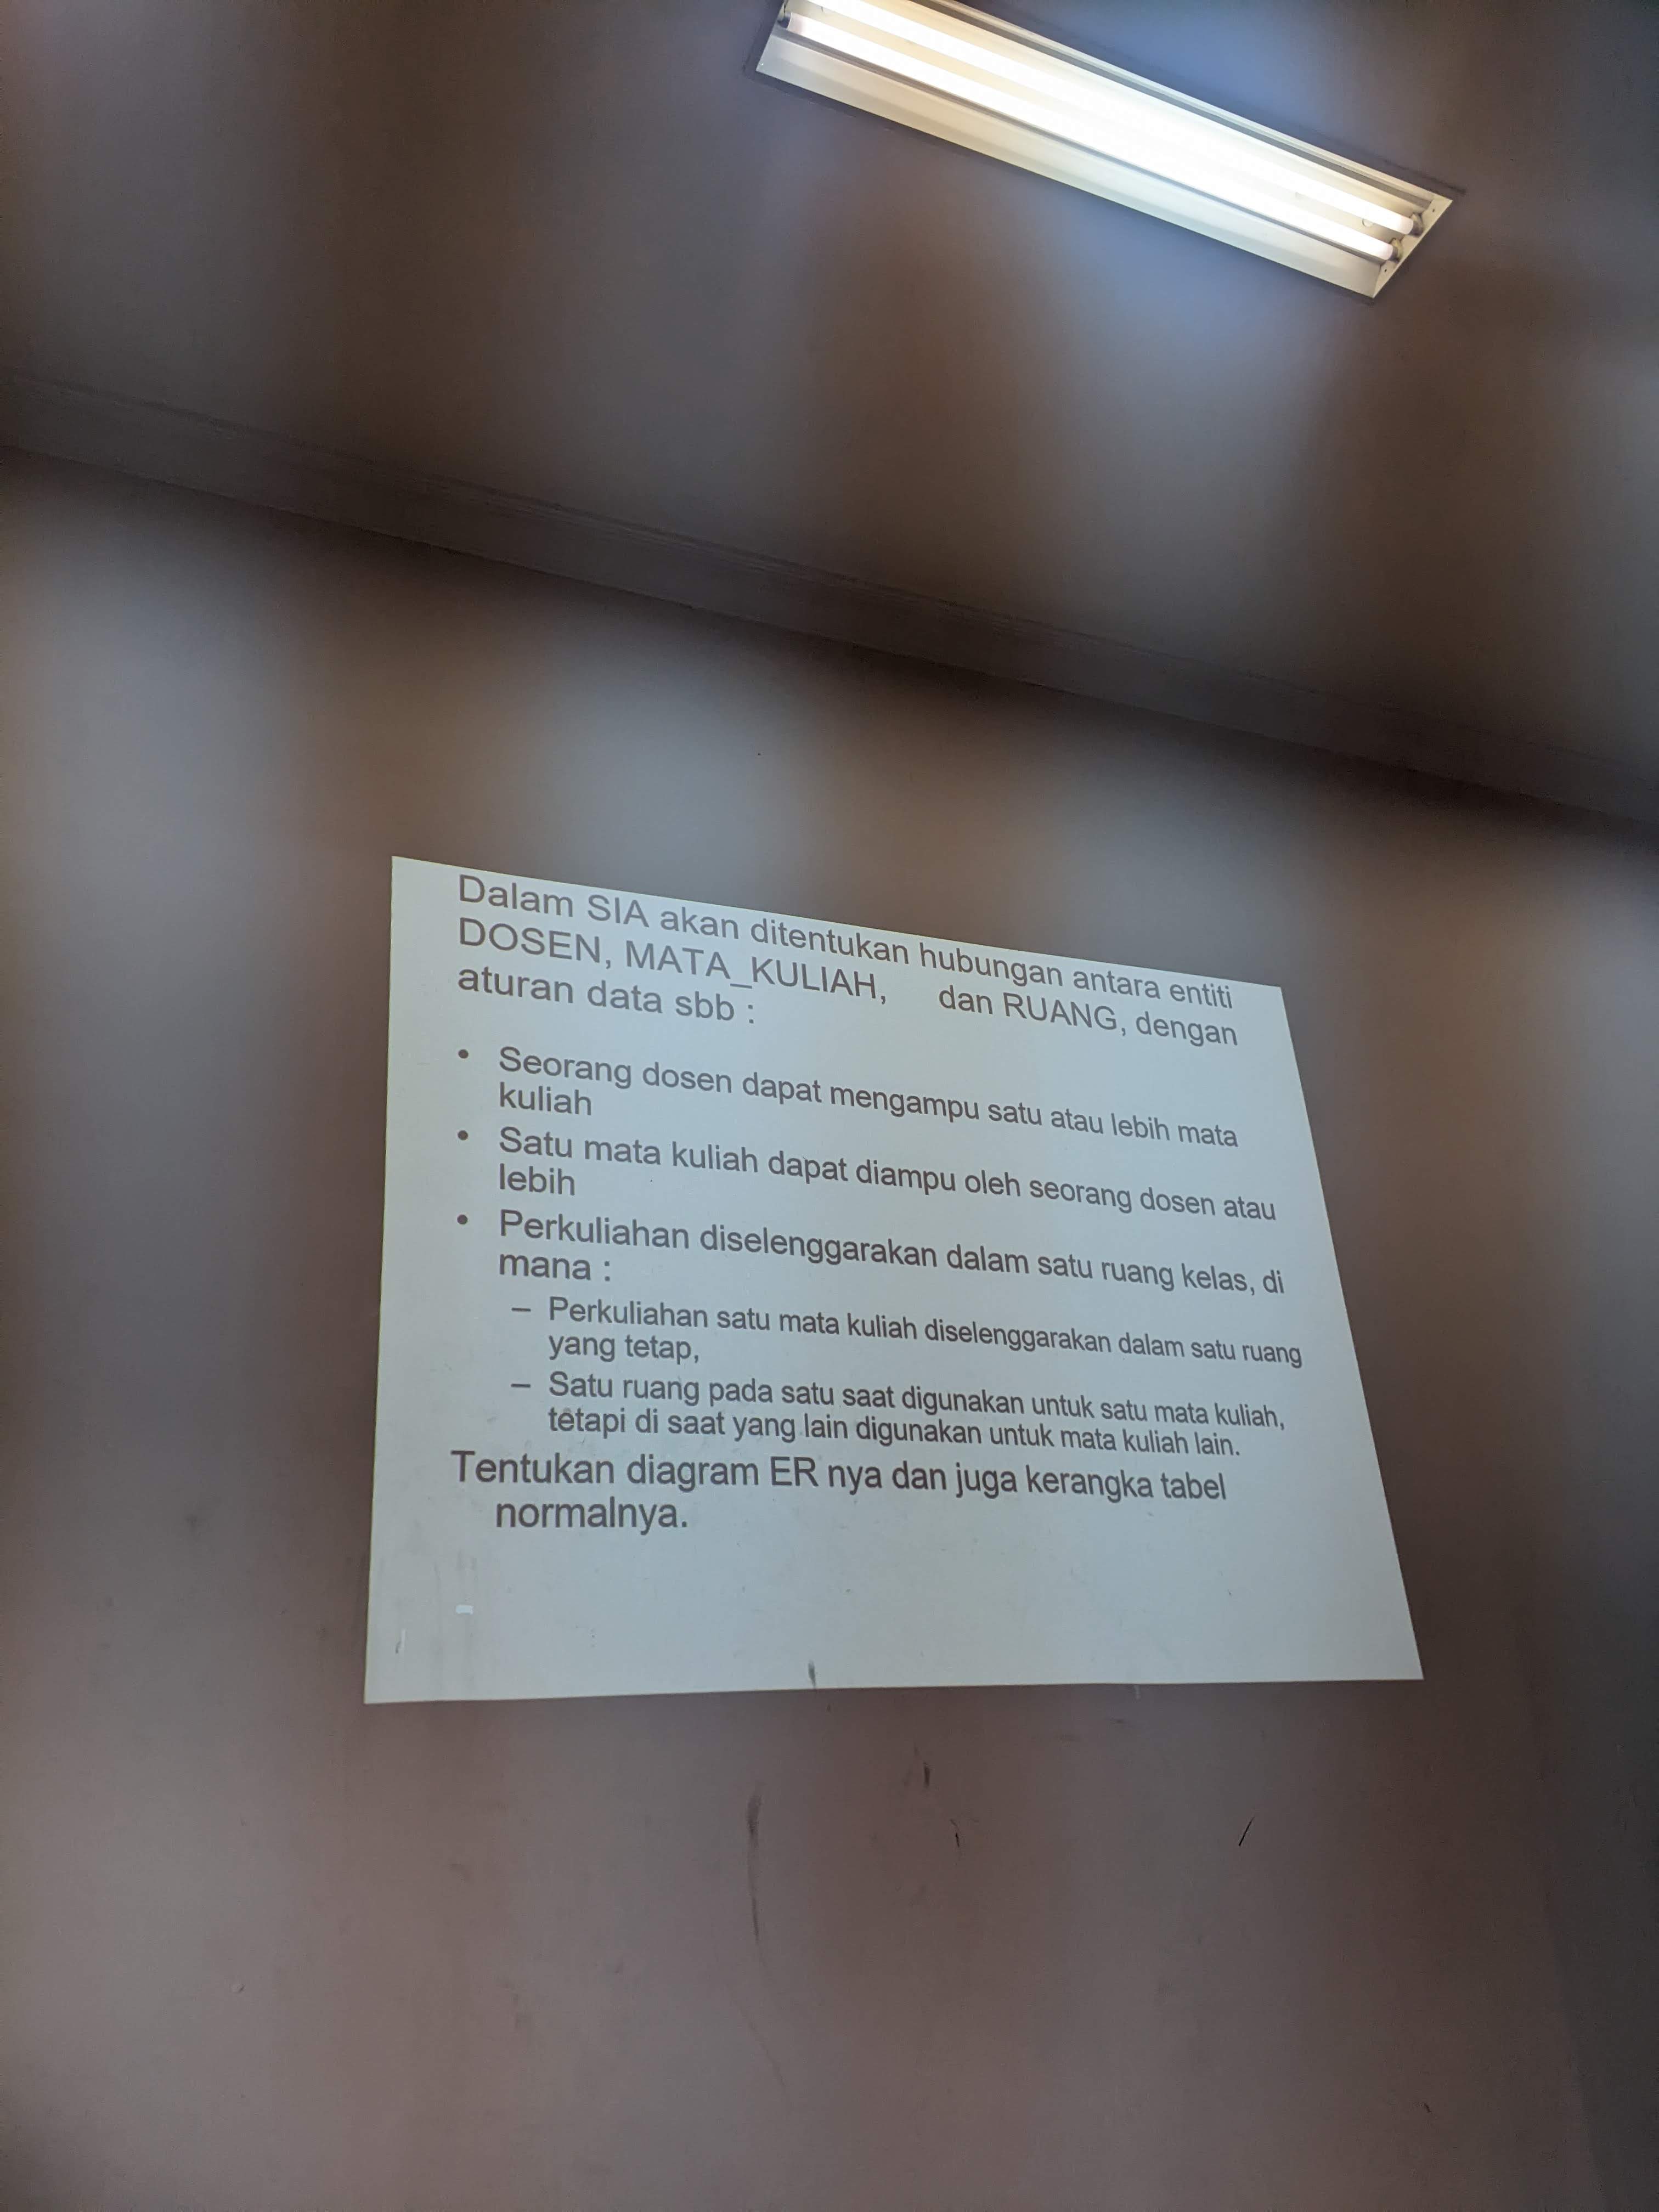 Dalam SIA akan ditentukan hubungan antara entiti
DOSEN, MATA_KULIAH, dan RUANG, dengan
aturan data sbb :
• Seorang dosen dapat mengampu satu atau lebih mata
kuliah
• Satu mata kuliah dapat diampu oleh seorang dosen atau
lebih
• Perkuliahan diselenggarakan dalam satu ruang kelas, di
mana :
– Perkuliahan satu mata kuliah diselenggarakan dalam satu ruang
yang tetap,
– Satu ruang pada satu saat digunakan untuk satu mata kuliah,
tetapi di saat yang lain digunakan untuk mata kuliah lain.
Tentukan diagram ER nya dan juga kerangka tabel
normalnya.